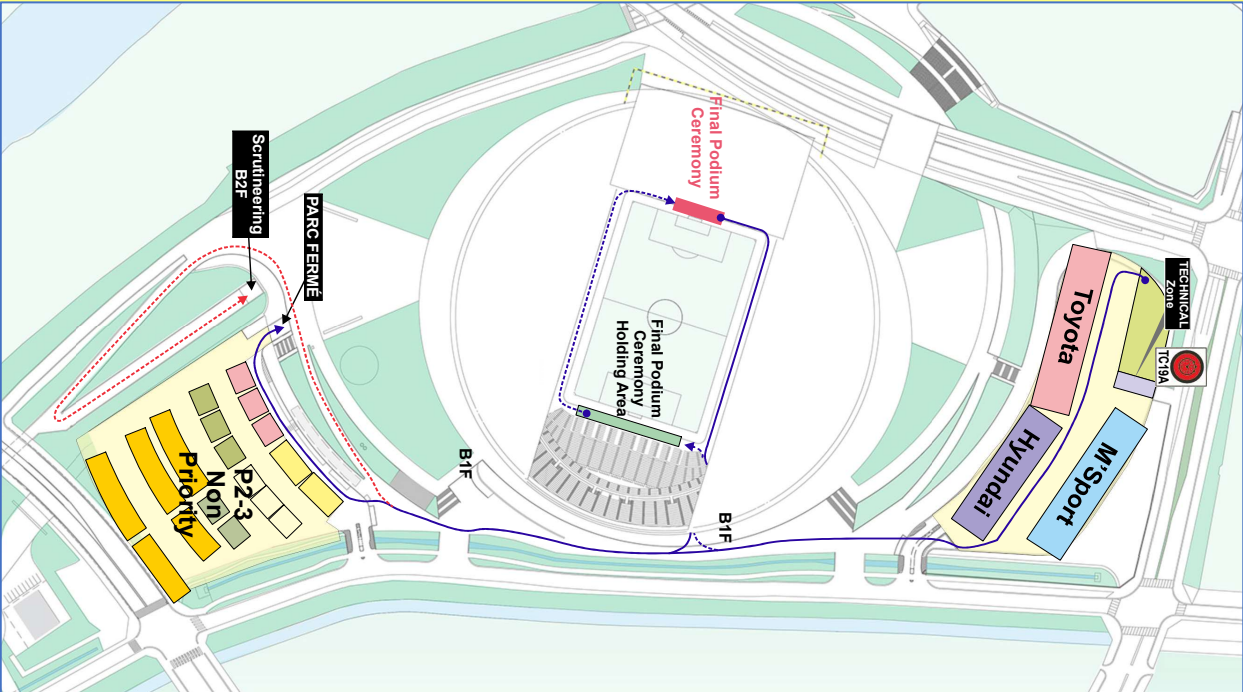 Final Podium
Ceremony
Scrutineering
B2F
PARC FERMÉ
Final Podium
Ceremony
Holding Area
TECHNICAL
Zone
TC19A
Toyota
Hyundai
M'Sport
B1F
B1F
P2-3
Non
Priority